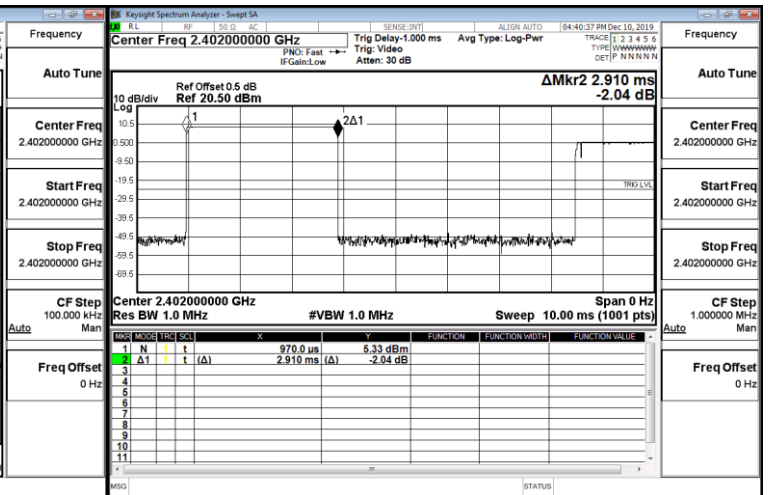 Keysight Spectrum Analyzer - Swept SA
RL RF 50 Ω AC SENSE:INT ALIGN AUTO 04:40:37 PM Dec 10, 2019
Center Freq 2.402000000 GHz
PNO: Fast
IFGain:Low
Trig Delay-1.000 ms
Trig: Video
Atten: 30 dB
Avg Type: Log-Pwr
TRACE 1 2 3 4 5 6
TYPE WWWWWW
DET P N N N N N
Ref Offset 0.5 dB
10 dB/div Ref 20.50 dBm
Log
ΔMkr2 2.910 ms
-2.04 dB
10.5
0.500
-9.50
-19.5
-29.5
-39.5
-49.5
-59.5
-69.5
1
2Δ1
TRIG LVL
Center 2.402000000 GHz Span 0 Hz
Res BW 1.0 MHz #VBW 1.0 MHz Sweep 10.00 ms (1001 pts)
MKR MODE TRC SCL X Y FUNCTION FUNCTION WIDTH FUNCTION VALUE
1 N 1 t 970.0 µs 5.33 dBm
2 Δ1 1 t (Δ) 2.910 ms (Δ) -2.04 dB
3
4
5
6
7
8
9
10
11
MSG STATUS
Frequency
Auto Tune
Center Freq
2.402000000 GHz
Start Freq
2.402000000 GHz
Stop Freq
2.402000000 GHz
CF Step
100.000 kHz
Auto Man
Freq Offset
0 Hz
Frequency
Auto Tune
Center Freq
2.402000000 GHz
Start Freq
2.402000000 GHz
Stop Freq
2.402000000 GHz
CF Step
1.000000 MHz
Auto Man
Freq Offset
0 Hz